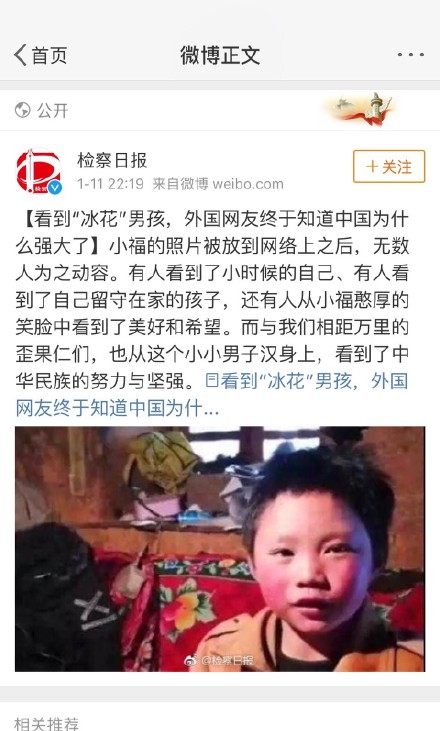 首页
微博正文
公开
检察日报
1-11 22:19 来自微博 weibo.com
+关注
【看到“冰花”男孩，外国网友终于知道中国为什
么强大了】小福的照片被放到网络上之后，无数
人为之动容。有人看到了小时候的自己、有人看
到了自己留守在家的孩子，还有人从小福憨厚的
笑脸中看到了美好和希望。而与我们相距万里的
歪果仁们，也从这个小小男子汉身上，看到了中
华民族的努力与坚强。看到“冰花”男孩，外国
网友终于知道中国为什...
@检察日报
相关推荐